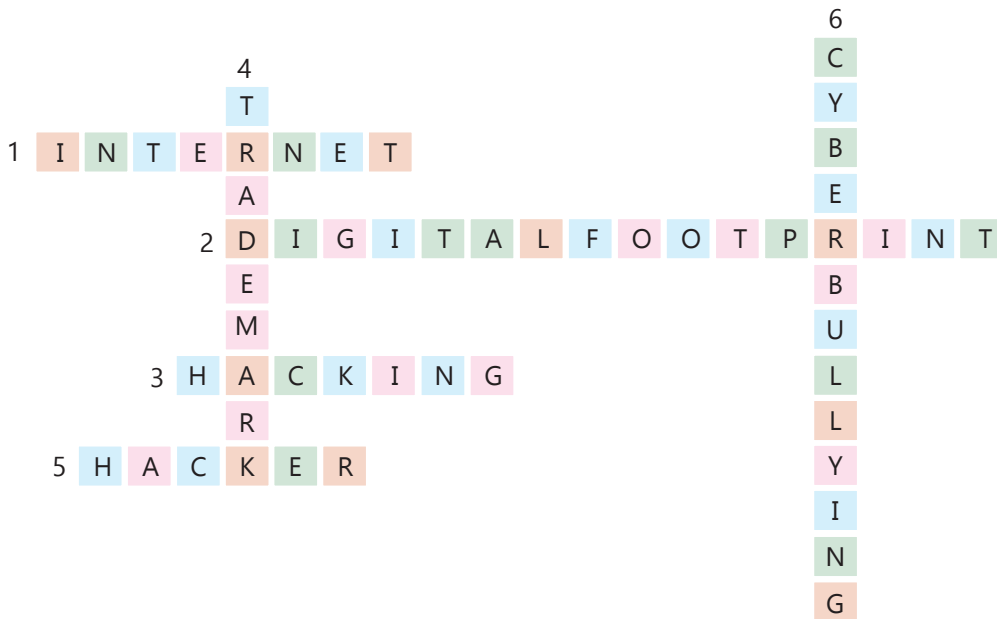 6
C
4
T Y
1 I N T E R N E T B
A E
2 D I G I T A L F O O T P R I N T
E B
M U
3 H A C K I N G L
R L
5 H A C K E R Y
I
N
G